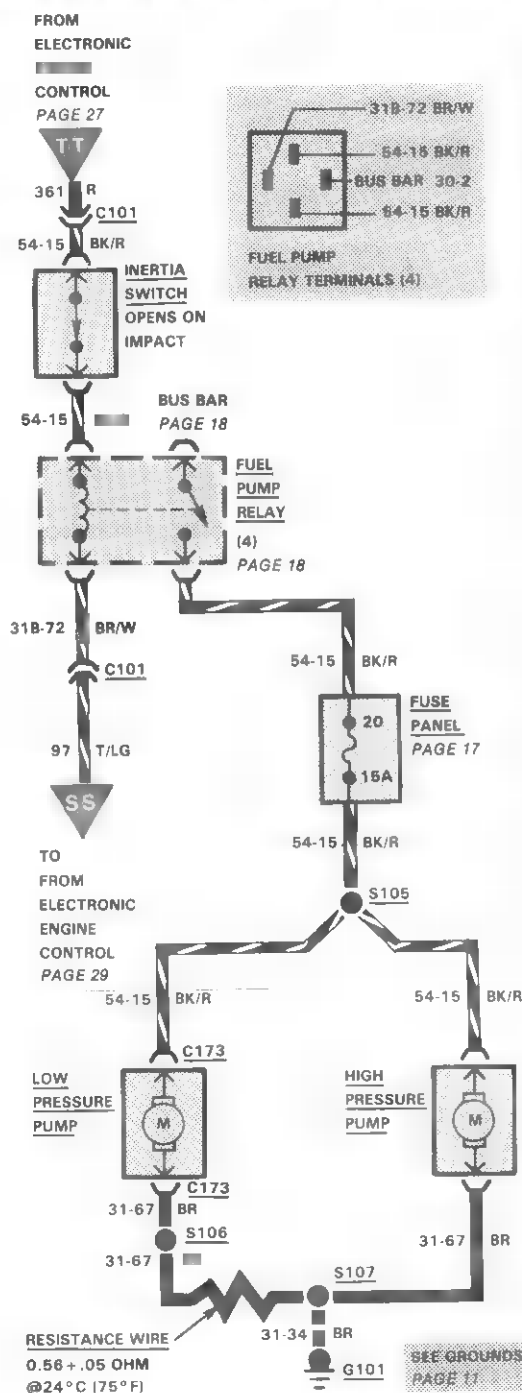 FROM
ELECTRONIC
CONTROL
PAGE 27
TT
361 R
C101
54-15 BK/R
INERTIA
SWITCH
OPENS ON
IMPACT
31B-72 BR/W
54-15 BK/R
BUS BAR 30-2
54-15 BK/R
FUEL PUMP
RELAY TERMINALS (4)
54-15
BUS BAR
PAGE 18
FUEL
PUMP
RELAY
(4)
PAGE 18
31B-72 BR/W
C101
97 T/LG
SS
TO
FROM
ELECTRONIC
ENGINE
CONTROL
PAGE 29
54-15 BK/R
20
15A
FUSE
PANEL
PAGE 17
54-15 BK/R
S105
54-15 BK/R
54-15 BK/R
C173
LOW
PRESSURE
PUMP
M
HIGH
PRESSURE
PUMP
M
C173
31-67 BR
S106
31-67
31-67 BR
S107
31-34 BR
G101
RESISTANCE WIRE
0.56 + .05 OHM
@24°C (75°F)
SEE GROUNDS
PAGE 11